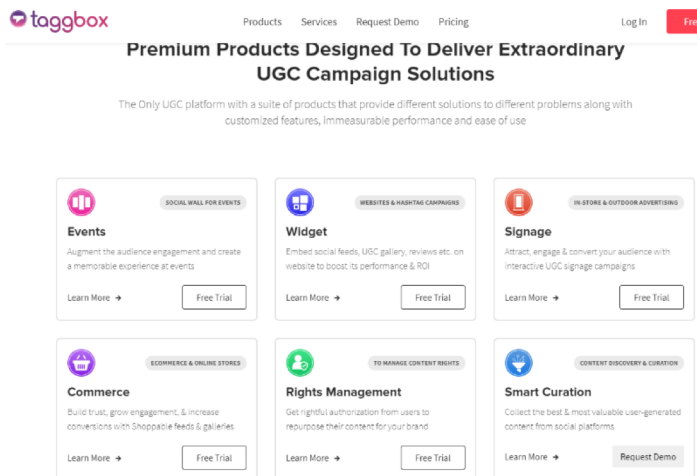 taggbox
Products Services Request Demo Pricing Log In Fre
Premium Products Designed To Deliver Extraordinary
UGC Campaign Solutions
The Only UGC platform with a suite of products that provide different solutions to different problems along with
customized features, immeasurable performance and ease of use
SOCIAL WALL FOR EVENTS
Events
Augment the audience engagement and create
a memorable experience at events
Learn More → Free Trial
WEBSITES & HASHTAG CAMPAIGNS
Widget
Embed social feeds, UGC gallery, reviews etc. on
website to boost its performance & ROI
Learn More → Free Trial
IN-STORE & OUTDOOR ADVERTISING
Signage
Attract, engage & convert your audience with
interactive UGC signage campaigns
Learn More → Free Trial
ECOMMERCE & ONLINE STORES
Commerce
Build trust, grow engagement, & increase
conversions with Shoppable feeds & galleries
Learn More → Free Trial
TO MANAGE CONTENT RIGHTS
Rights Management
Get rightful authorization from users to
repurpose their content for your brand
Learn More → Free Trial
CONTENT DISCOVERY & CURATION
Smart Curation
Collect the best & most valuable user-generated
content from social platforms
Learn More → Request Demo